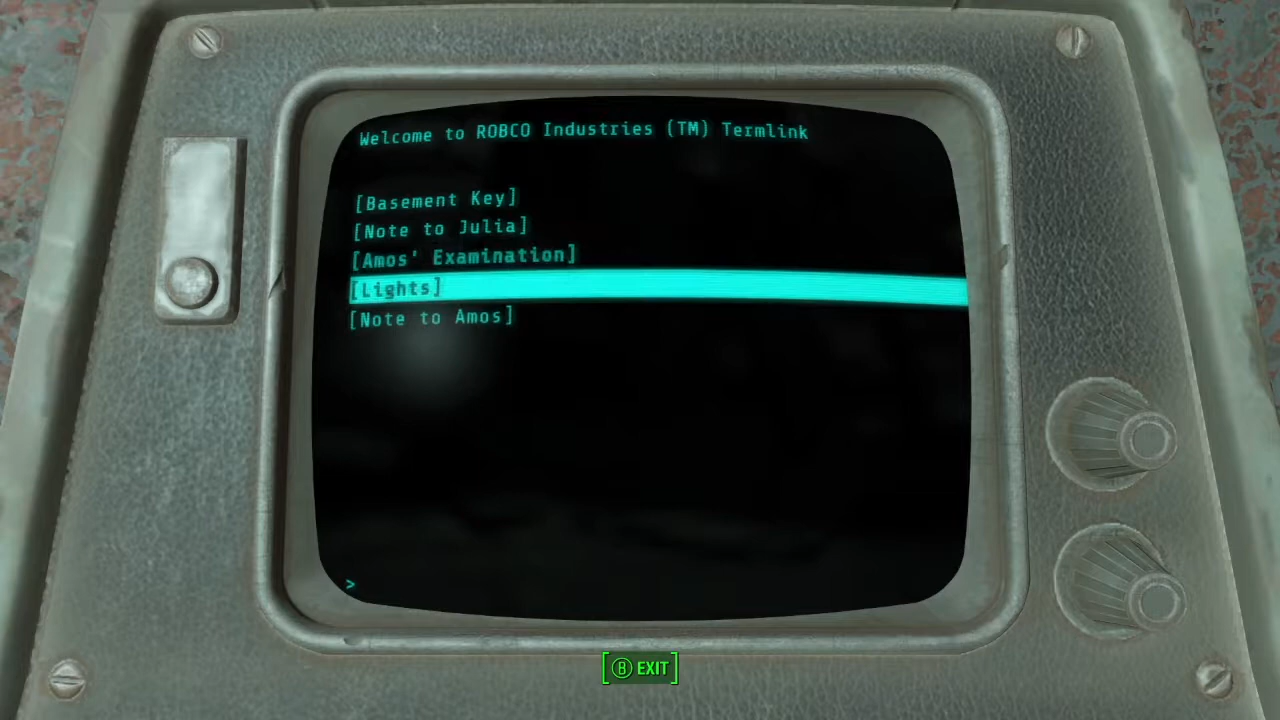 Welcome to ROBCO Industries (TM) Termlink
[Basement Key]
[Note to Julia]
[Amos' Examination]
[Lights]
[Note to Amos]
>
[Ⓑ EXIT]